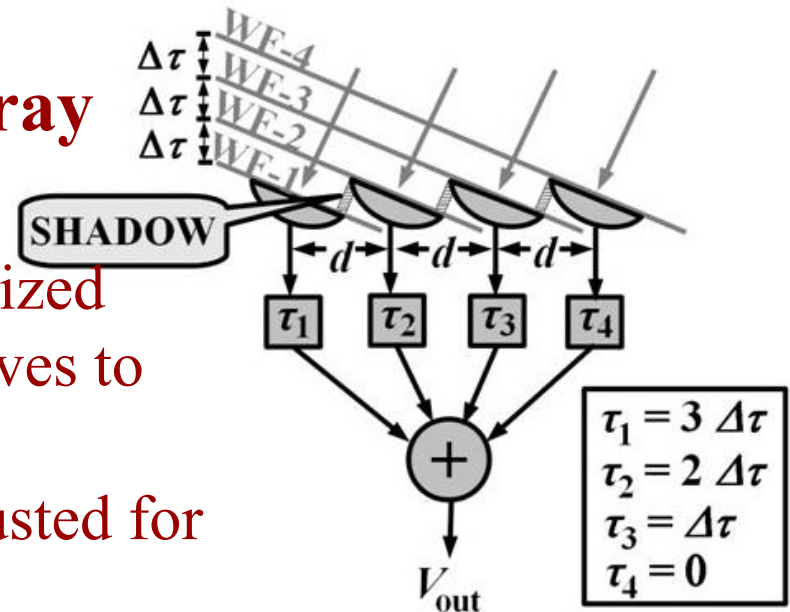 WF-4
Δτ
WF-3
ray
Δτ
WF-2
Δτ
WF-1
SHADOW
d d d
ized
τ1 τ2 τ3 τ4
ves to
+
τ1 = 3 Δτ
τ2 = 2 Δτ
usted for
τ3 = Δτ
τ4 = 0
Vout